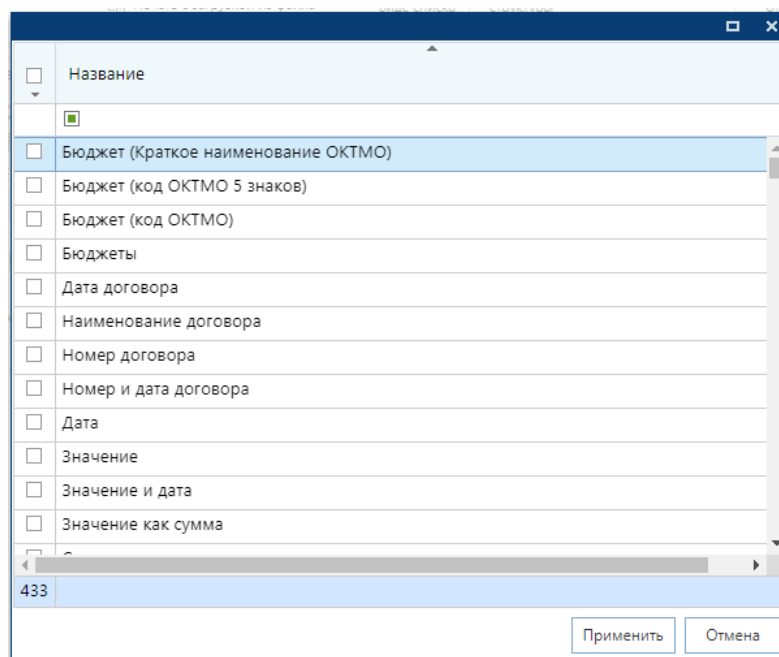 Название
Бюджет (Краткое наименование ОКТМО)
Бюджет (код ОКТМО 5 знаков)
Бюджет (код ОКТМО)
Бюджеты
Дата договора
Наименование договора
Номер договора
Номер и дата договора
Дата
Значение
Значение и дата
Значение как сумма
433
Применить
Отмена